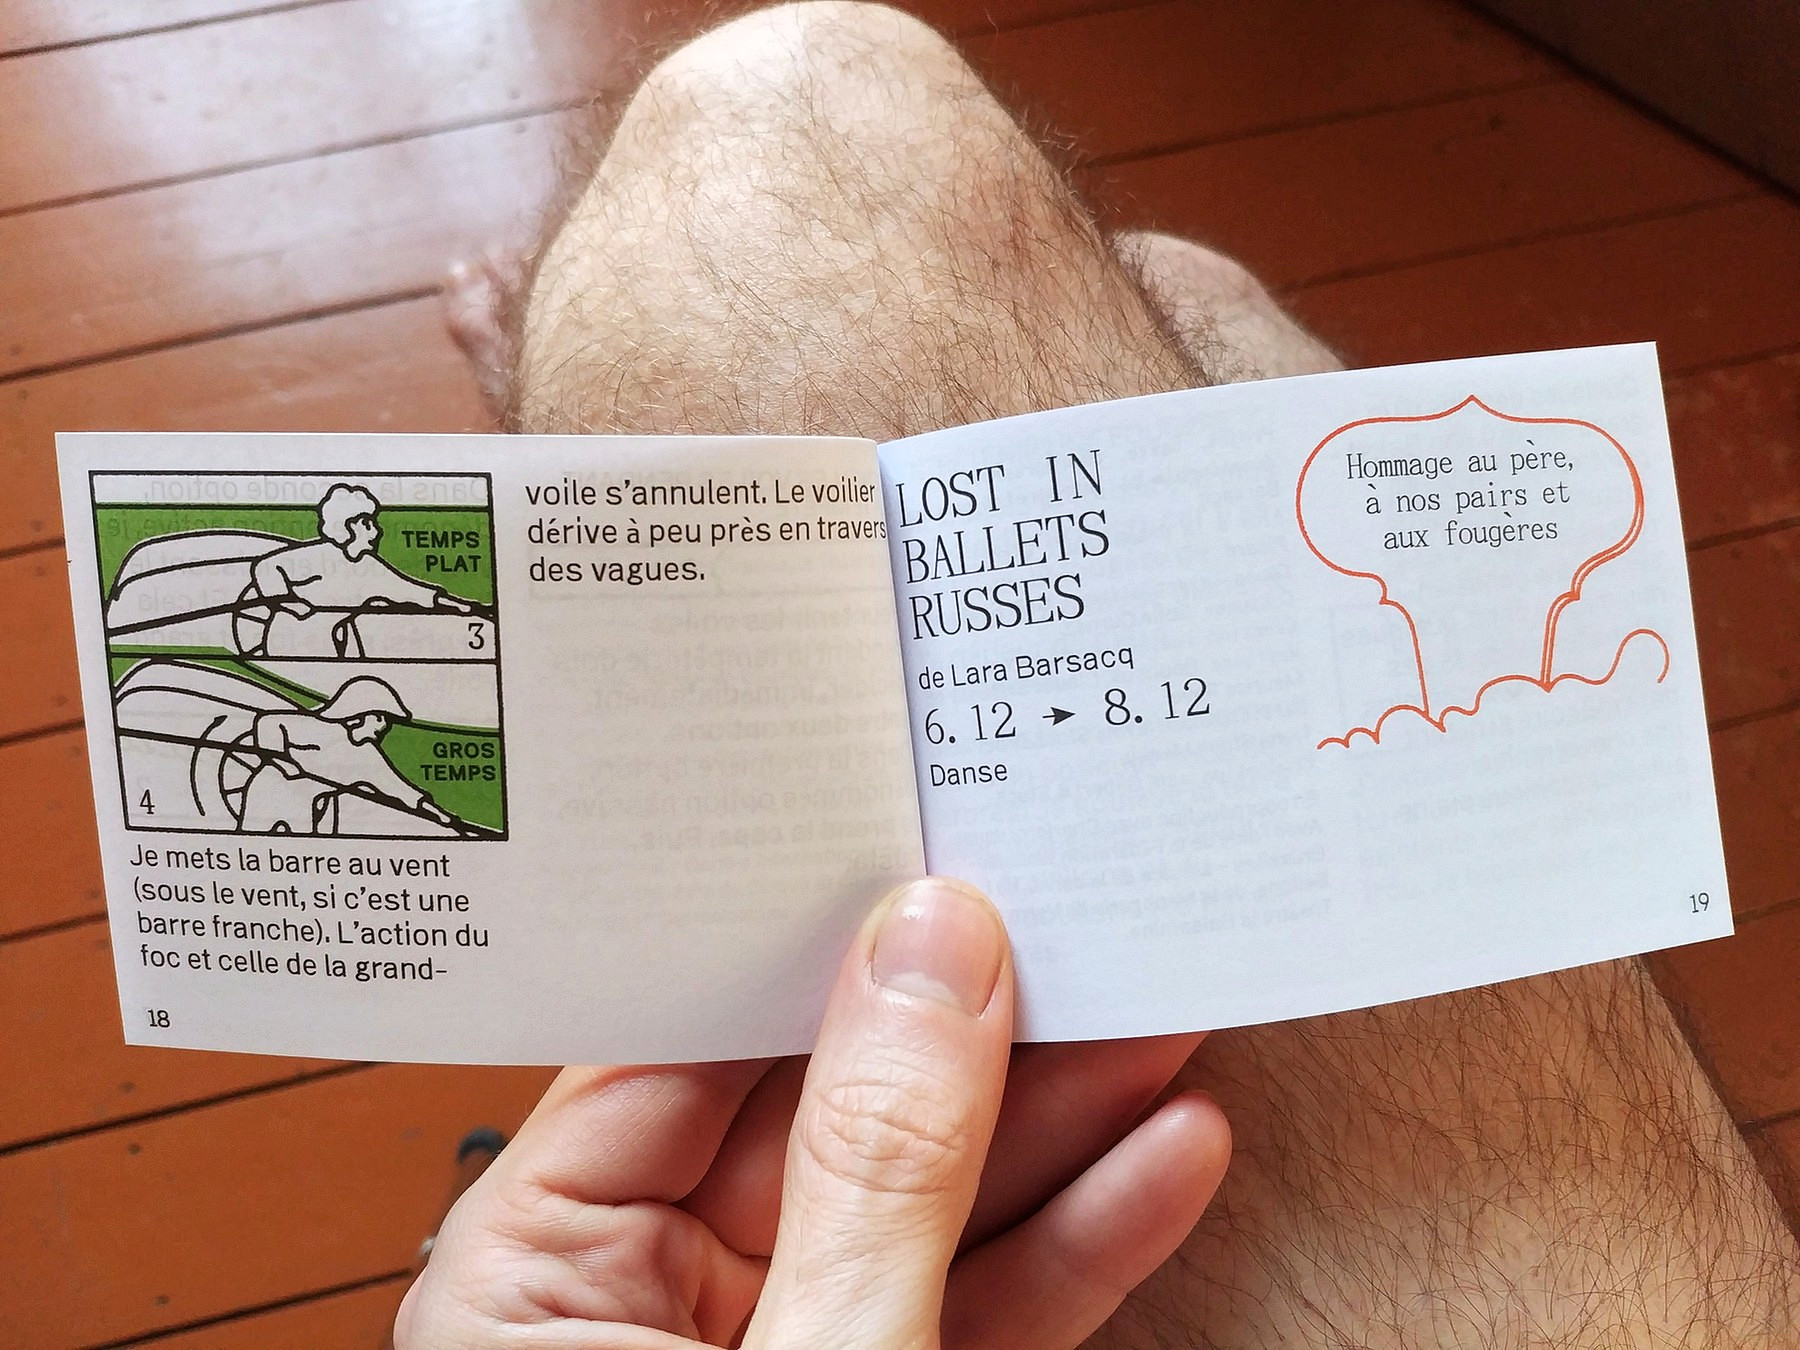 TEMPS
PLAT
3
GROS
TEMPS
4
Je mets la barre au vent
(sous le vent, si c’est une
barre franche). L’action du
foc et celle de la grand-
voile s’annulent. Le voilier
dérive à peu près en travers
des vagues.
18
LOST IN
BALLETS
RUSSES
de Lara Barsacq
6. 12 → 8. 12
Danse
Hommage au père,
à nos pairs et
aux fougères
19